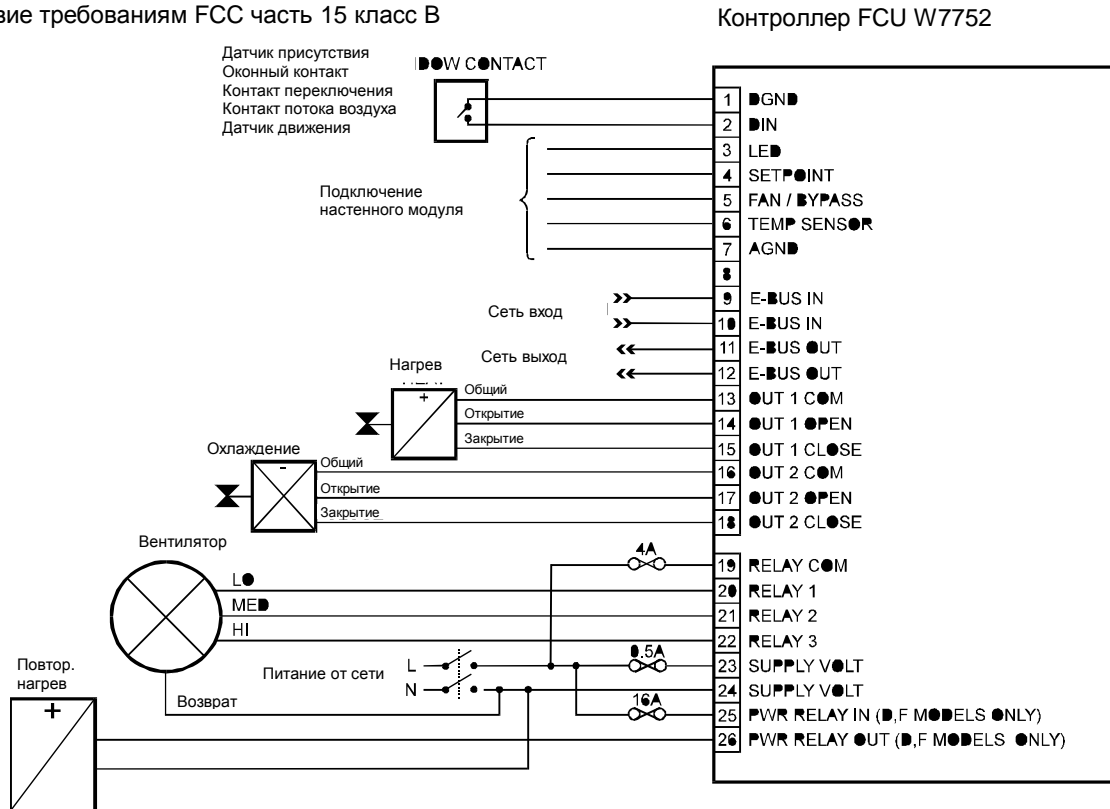 вие требованиям FCC часть 15 класс B
Контроллер FCU W7752
Датчик присутствия
Оконный контакт
Контакт переключения
Контакт потока воздуха
Датчик движения
DOW CONTACT
1 DGND
2 DIN
3 LED
4 SETPOINT
5 FAN / BYPASS
6 TEMP SENSOR
7 AGND
8
Подключение
настенного модуля
Сеть вход
9 E-BUS IN
10 E-BUS IN
Сеть выход
11 E-BUS OUT
12 E-BUS OUT
Нагрев
+
Общий
13 OUT 1 COM
Открытие
14 OUT 1 OPEN
Закрытие
15 OUT 1 CLOSE
Охлаждение
-
Общий
16 OUT 2 COM
Открытие
17 OUT 2 OPEN
Закрытие
18 OUT 2 CLOSE
Вентилятор
4A
19 RELAY COM
LO
20 RELAY 1
MED
21 RELAY 2
HI
22 RELAY 3
Питание от сети
L
N
0.5A
23 SUPPLY VOLT
24 SUPPLY VOLT
Возврат
16A
25 PWR RELAY IN (D,F MODELS ONLY)
26 PWR RELAY OUT (D,F MODELS ONLY)
Повтор.
нагрев
+